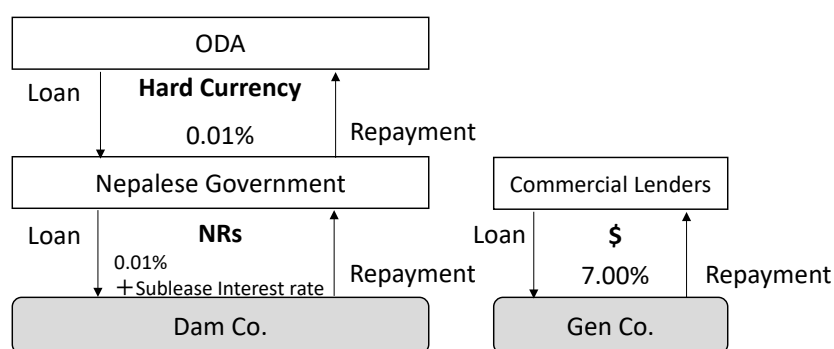 ODA
Loan
Hard Currency
0.01%
Repayment
Nepalese Government
Loan
NRs
0.01%
+Sublease Interest rate
Repayment
Dam Co.
Commercial Lenders
Loan
$
7.00%
Repayment
Gen Co.